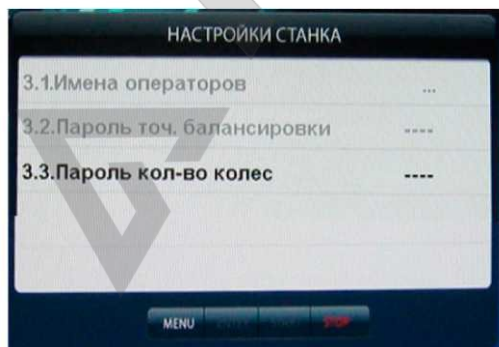 НАСТРОЙКИ СТАНКА
3.1.Имена операторов ...
3.2.Пароль точ. балансировки ----
3.3.Пароль кол-во колес ----
MENU STOP